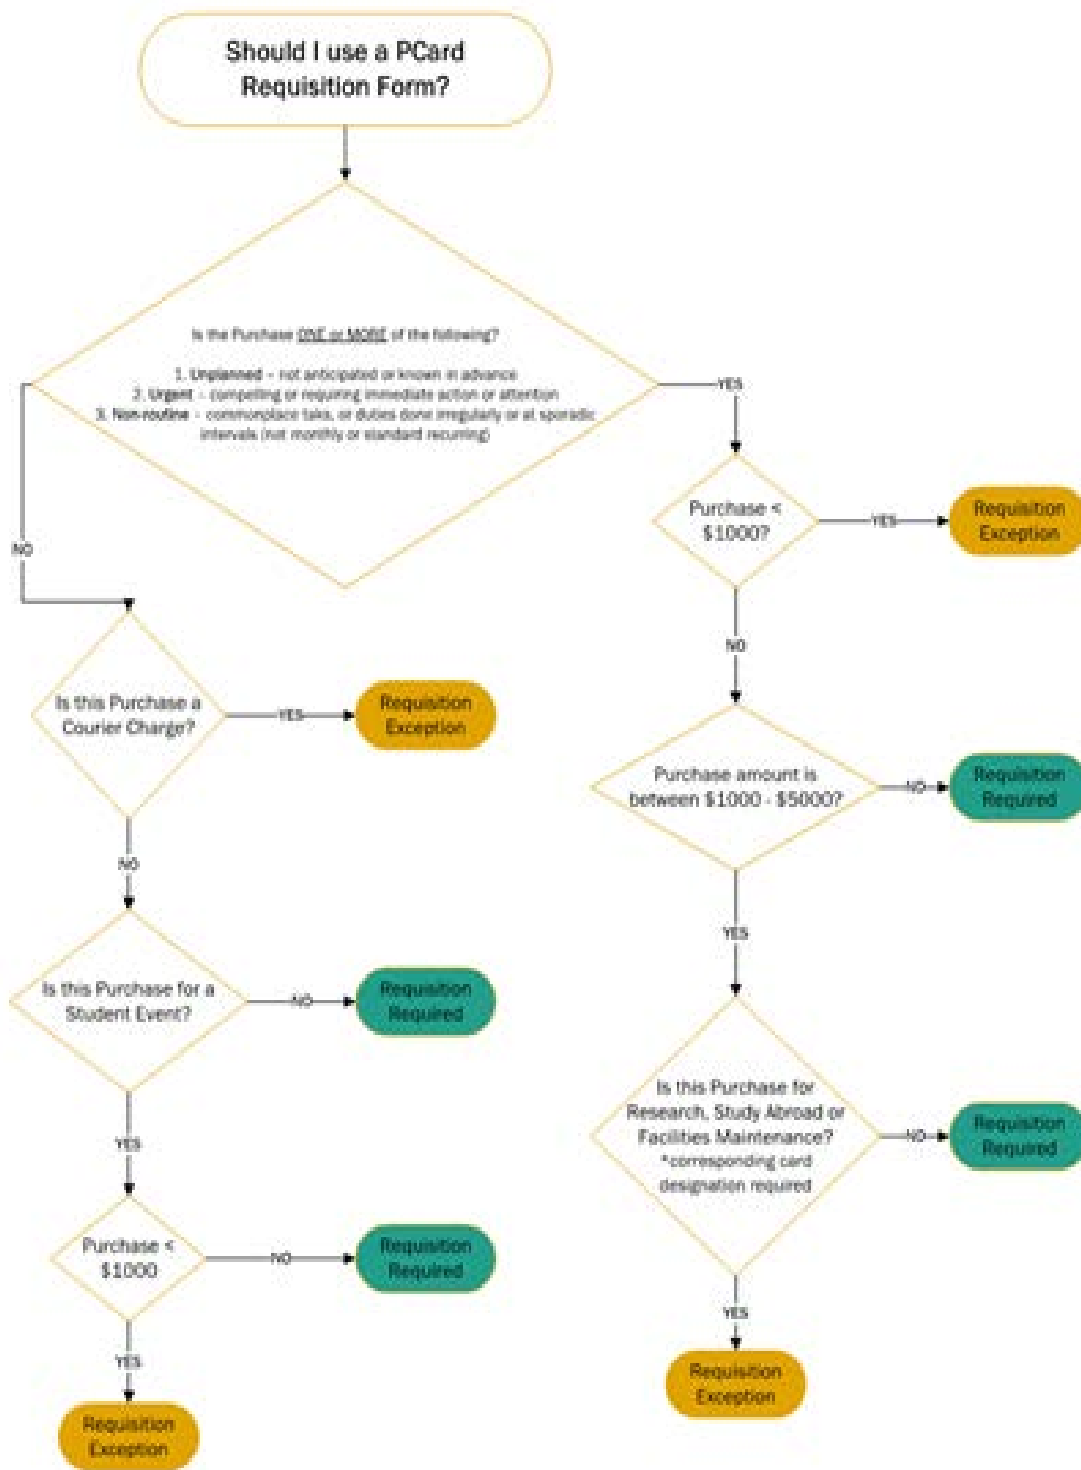 Should I use a PCard
Requisition Form?
Is the Purchase ONE or MORE of the following?
1. Unplanned – not anticipated or known in advance
2. Urgent – compelling or requiring immediate action or attention
3. Non-routine – commonplace taks, or duties done irregularly or at sporadic
intervals (not monthly or standard recurring)
YES
NO
Purchase <
$1000?
YES
Requisition
Exception
NO
Purchase amount is
between $1000 - $5000?
NO
Requisition
Required
YES
Is this Purchase for
Research, Study Abroad or
Facilities Maintenance?
*corresponding card
designation required
NO
Requisition
Required
YES
Requisition
Exception
Is this Purchase a
Courier Charge?
YES
Requisition
Exception
NO
Is this Purchase for a
Student Event?
NO
Requisition
Required
YES
Purchase <
$1000
NO
Requisition
Required
YES
Requisition
Exception